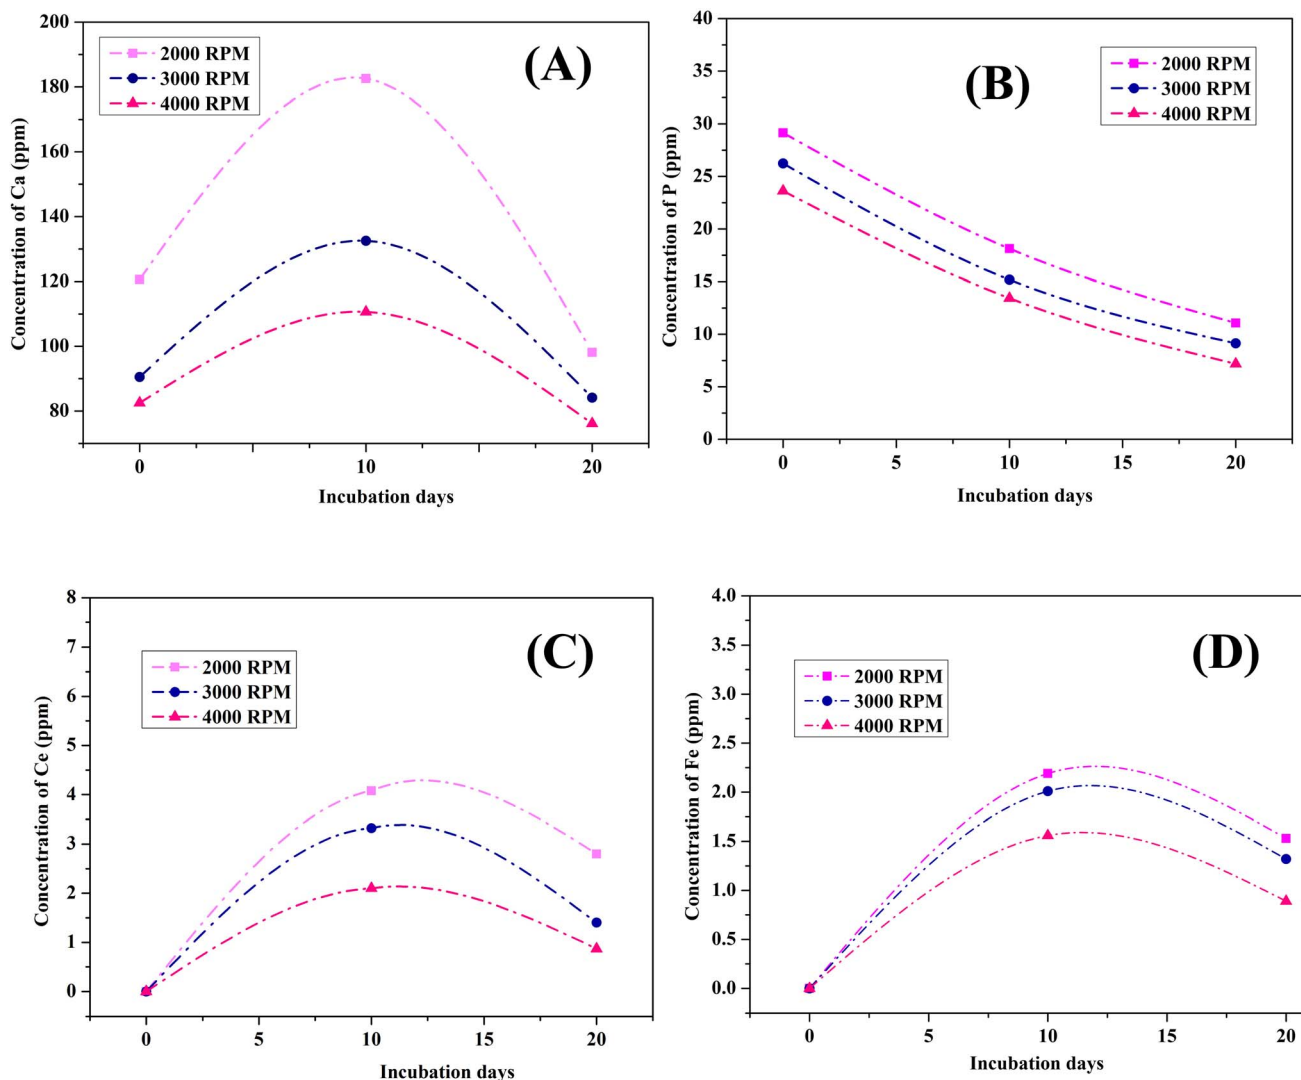 (A)
2000 RPM
3000 RPM
4000 RPM
Concentration of Ca (ppm)
200
180
160
140
120
100
80
0 10 20
Incubation days
(B)
2000 RPM
3000 RPM
4000 RPM
Concentration of P (ppm)
40
35
30
25
20
15
10
5
0
0 5 10 15 20
Incubation days
(C)
2000 RPM
3000 RPM
4000 RPM
Concentration of Ce (ppm)
8
7
6
5
4
3
2
1
0
0 5 10 15 20
Incubation days
(D)
2000 RPM
3000 RPM
4000 RPM
Concentration of Fe (ppm)
4.0
3.5
3.0
2.5
2.0
1.5
1.0
0.5
0.0
0 5 10 15 20
Incubation days